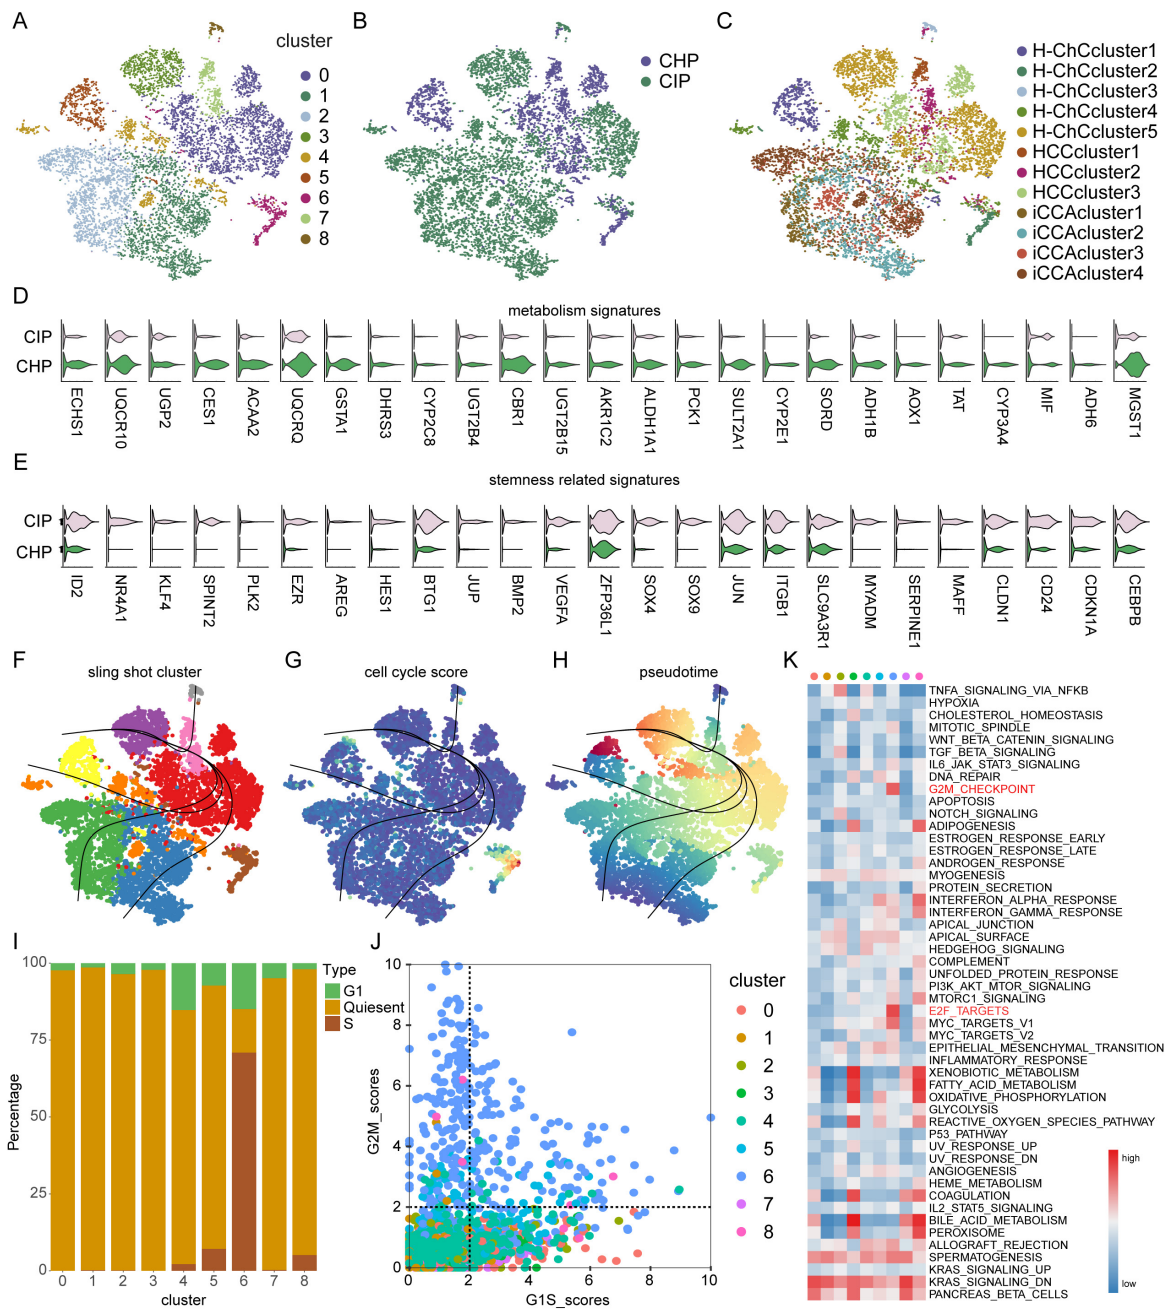 A
cluster
0
1
2
3
4
5
6
7
8
B
CHP
CIP
C
H-ChCcluster1
H-ChCcluster2
H-ChCcluster3
H-ChCcluster4
H-ChCcluster5
HCCcluster1
HCCcluster2
HCCcluster3
iCCAcluster1
iCCAcluster2
iCCAcluster3
iCCAcluster4
D
metabolism signatures
CIP
CHP
ECHS1 UQCR10 UGP2 CES1 ACAA2 UQCRQ GSTA1 DHRS3 CYP2C8 UGT2B4 CBR1 UGT2B15 AKR1C2 ALDH1A1 PCK1 SULT2A1 CYP2E1 SORD ADH1B AOX1 TAT CYP3A4 MIF ADH6 MGST1
E
stemness related signatures
CIP
CHP
ID2 NR4A1 KLF4 SPINT2 PLK2 EZR AREG HES1 BTG1 JUP BMP2 VEGFA ZFP36L1 SOX4 SOX9 JUN ITGB1 SLC9A3R1 MYADM SERPINE1 MAFF CLDN1 CD24 CDKN1A CEBPB
F
sling shot cluster
G
cell cycle score
H
pseudotime
I
100
75
50
25
0
Percentage
0 1 2 3 4 5 6 7 8
cluster
Type
G1
Quiesent
S
J
10
8
6
4
2
0
G2M_scores
0 2 4 6 8 10
G1S_scores
cluster
0
1
2
3
4
5
6
7
8
K
TNFA_SIGNALING_VIA_NFKB
HYPOXIA
CHOLESTEROL_HOMEOSTASIS
MITOTIC_SPINDLE
WNT_BETA_CATENIN_SIGNALING
TGF_BETA_SIGNALING
IL6_JAK_STAT3_SIGNALING
DNA_REPAIR
G2M_CHECKPOINT
APOPTOSIS
NOTCH_SIGNALING
ADIPOGENESIS
ESTROGEN_RESPONSE_EARLY
ESTROGEN_RESPONSE_LATE
ANDROGEN_RESPONSE
MYOGENESIS
PROTEIN_SECRETION
INTERFERON_ALPHA_RESPONSE
INTERFERON_GAMMA_RESPONSE
APICAL_JUNCTION
APICAL_SURFACE
HEDGEHOG_SIGNALING
COMPLEMENT
UNFOLDED_PROTEIN_RESPONSE
PI3K_AKT_MTOR_SIGNALING
MTORC1_SIGNALING
E2F_TARGETS
MYC_TARGETS_V1
MYC_TARGETS_V2
EPITHELIAL_MESENCHYMAL_TRANSITION
INFLAMMATORY_RESPONSE
XENOBIOTIC_METABOLISM
FATTY_ACID_METABOLISM
OXIDATIVE_PHOSPHORYLATION
GLYCOLYSIS
REACTIVE_OXYGEN_SPECIES_PATHWAY
P53_PATHWAY
UV_RESPONSE_UP
UV_RESPONSE_DN
ANGIOGENESIS
HEME_METABOLISM
COAGULATION
IL2_STAT5_SIGNALING
BILE_ACID_METABOLISM
PEROXISOME
ALLOGRAFT_REJECTION
SPERMATOGENESIS
KRAS_SIGNALING_UP
KRAS_SIGNALING_DN
PANCREAS_BETA_CELLS
high
low